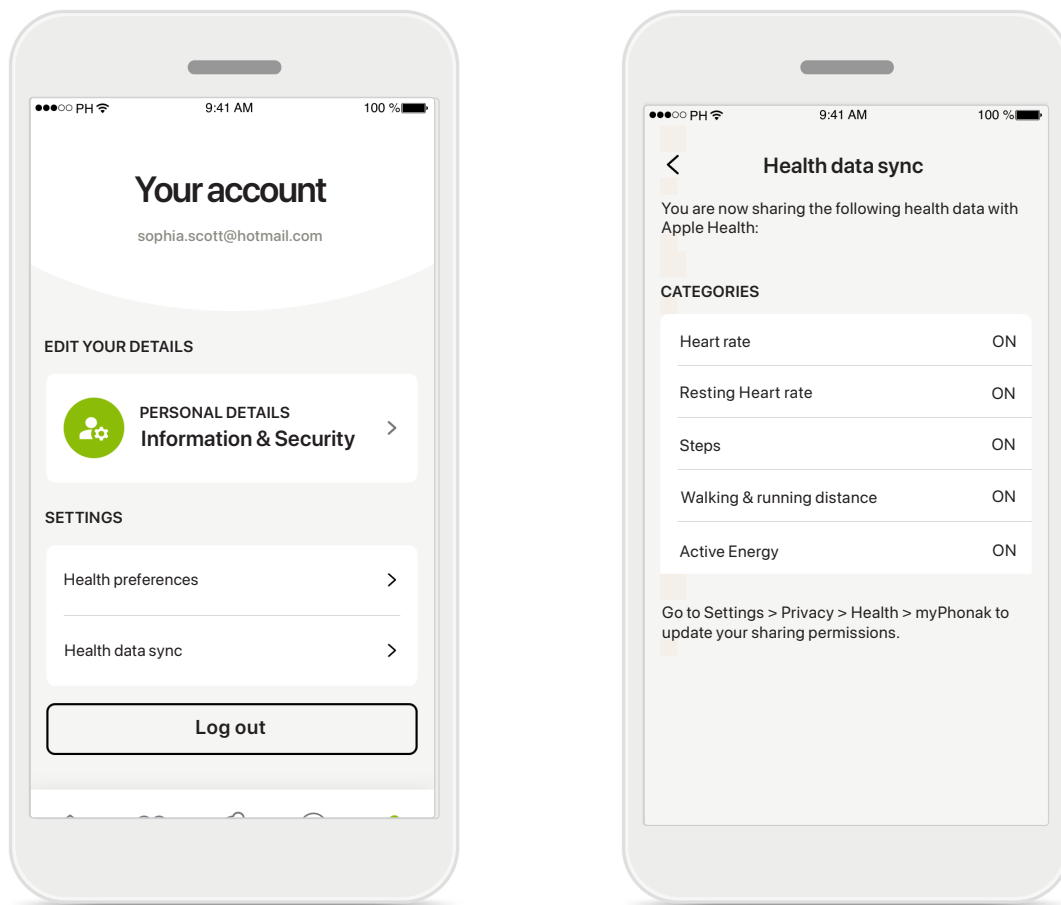 PH 9:41 AM 100 %
Your account
sophia.scott@hotmail.com
EDIT YOUR DETAILS
PERSONAL DETAILS
Information & Security
SETTINGS
Health preferences
Health data sync
Log out
PH 9:41 AM 100 %
Health data sync
You are now sharing the following health data with
Apple Health:
CATEGORIES
Heart rate ON
Resting Heart rate ON
Steps ON
Walking & running distance ON
Active Energy ON
Go to Settings > Privacy > Health > myPhonak to
update your sharing permissions.